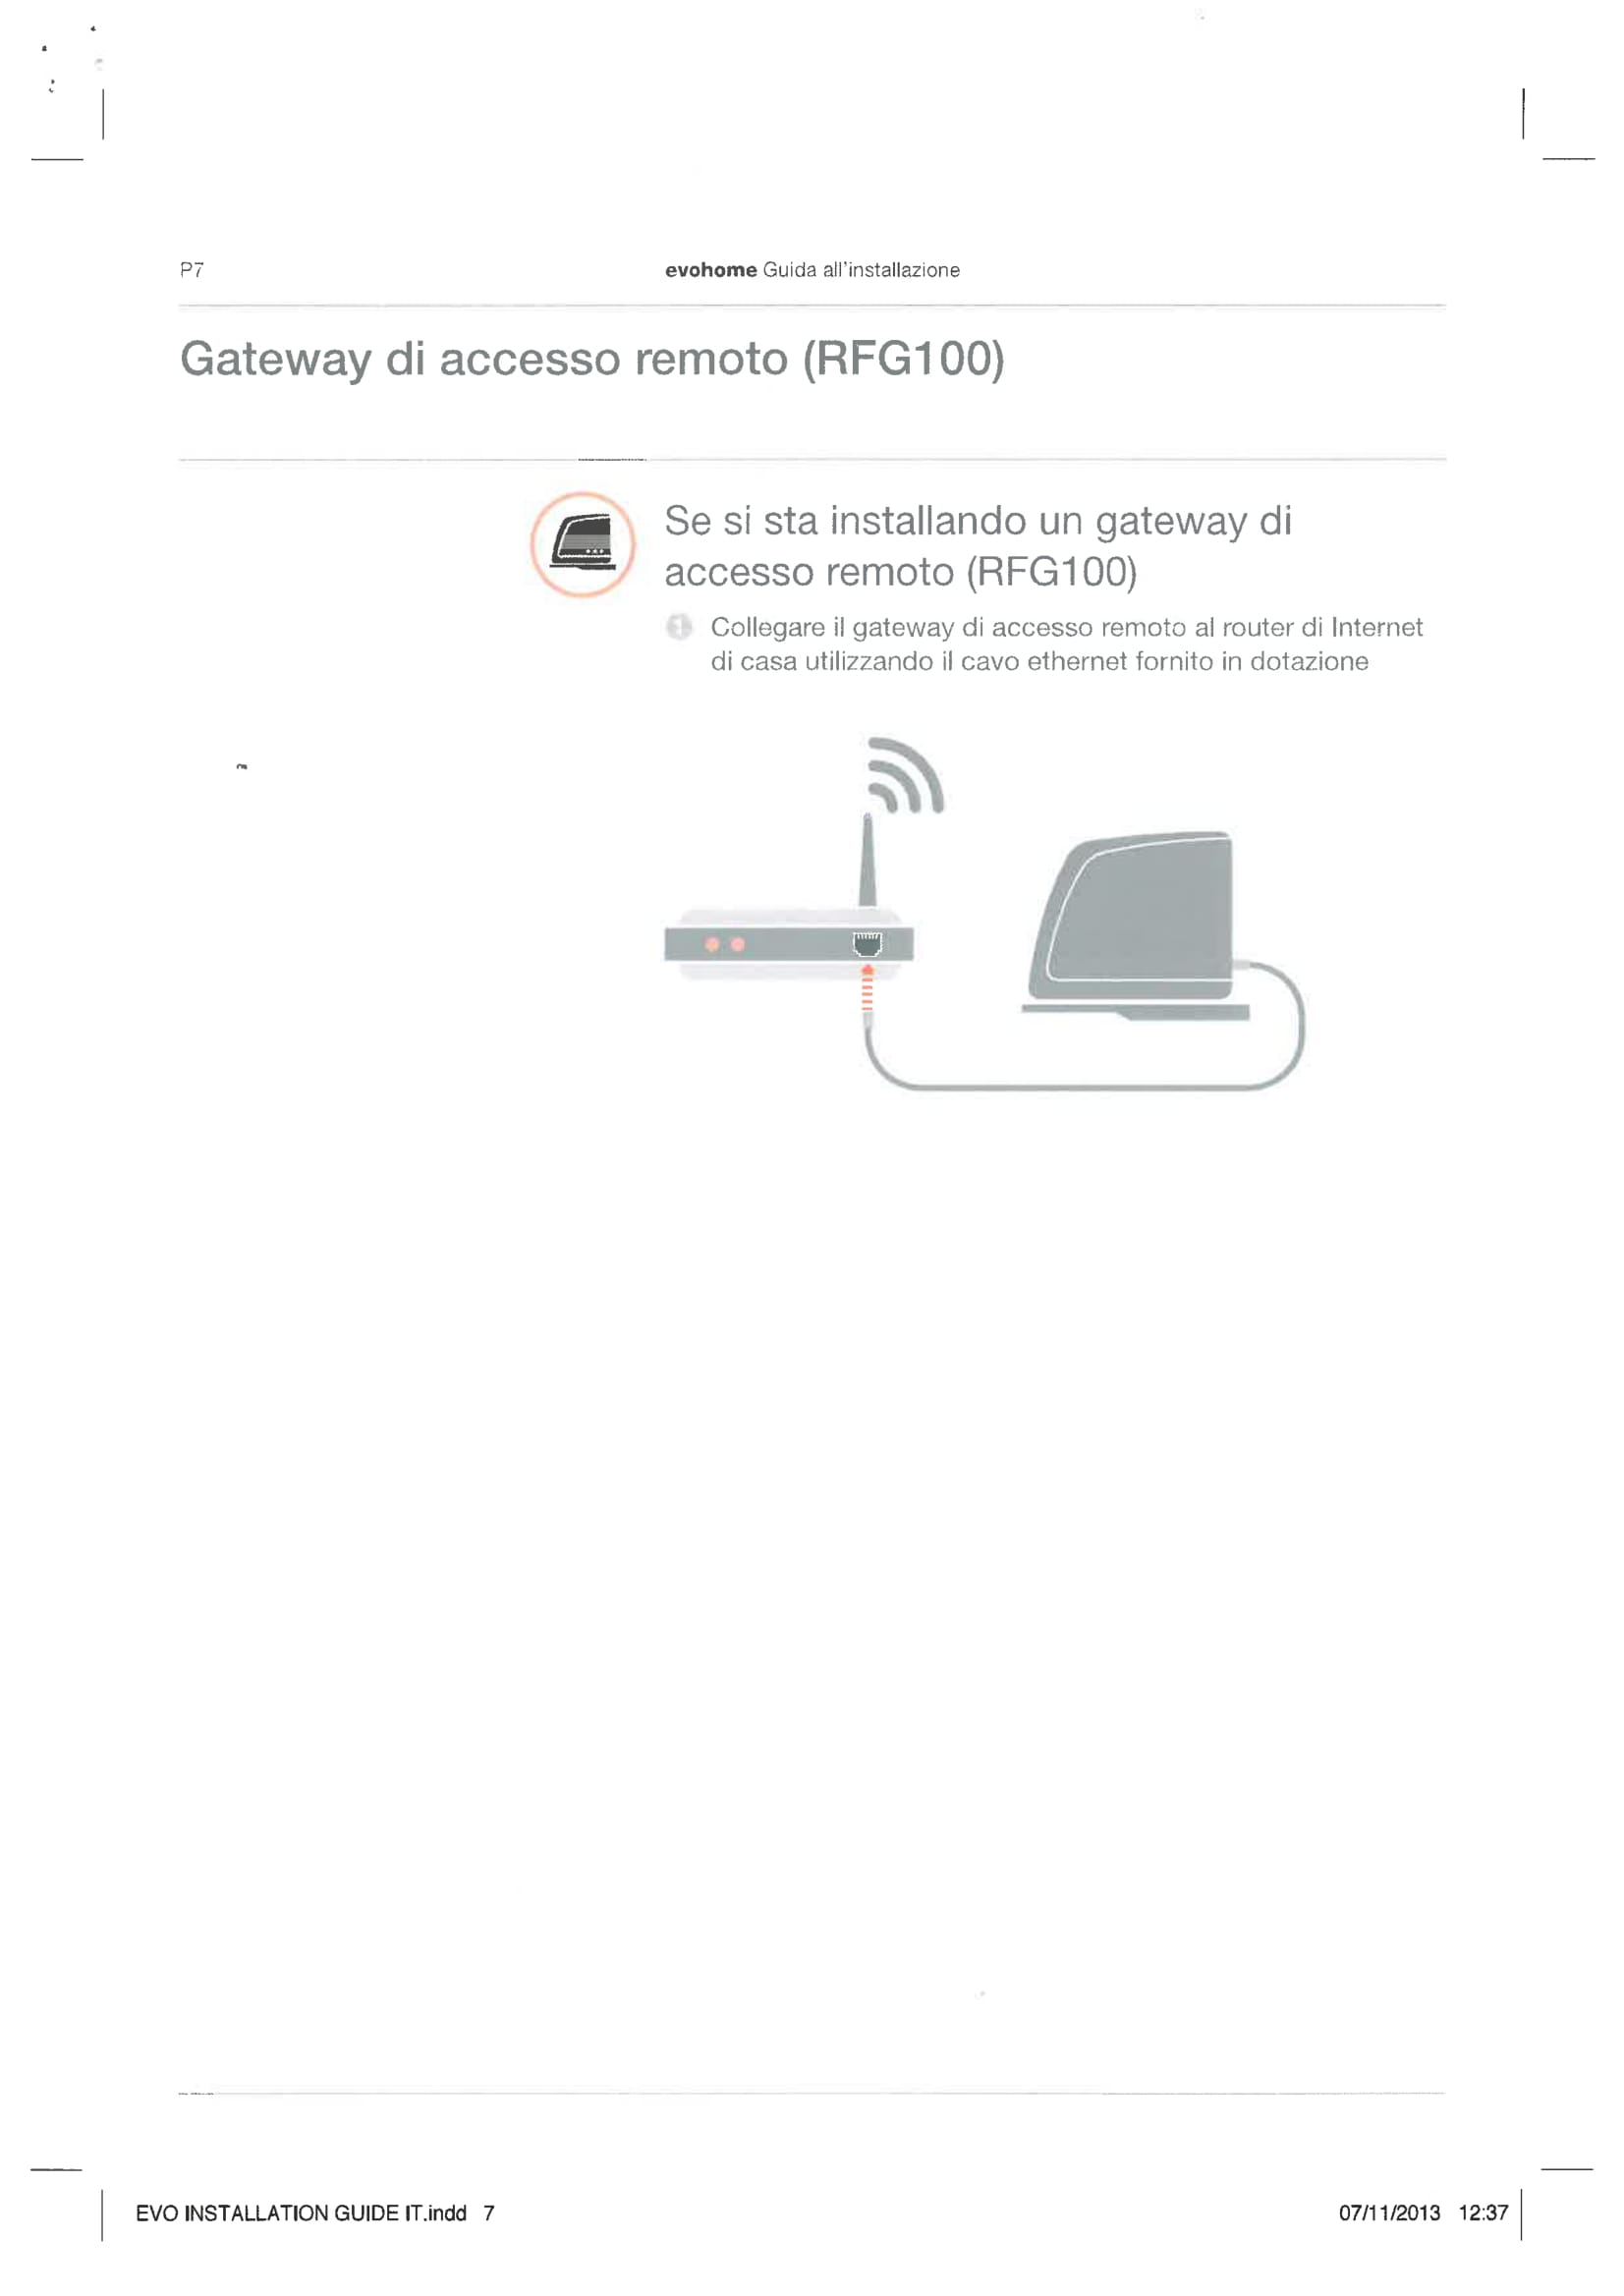 P7
evohome Guida all'installazione
Gateway di accesso remoto (RFG100)
Se si sta installando un gateway di
accesso remoto (RFG100)
1 Collegare il gateway di accesso remoto al router di Internet
di casa utilizzando il cavo ethernet fornito in dotazione
EVO INSTALLATION GUIDE IT.indd 7
07/11/2013 12:37